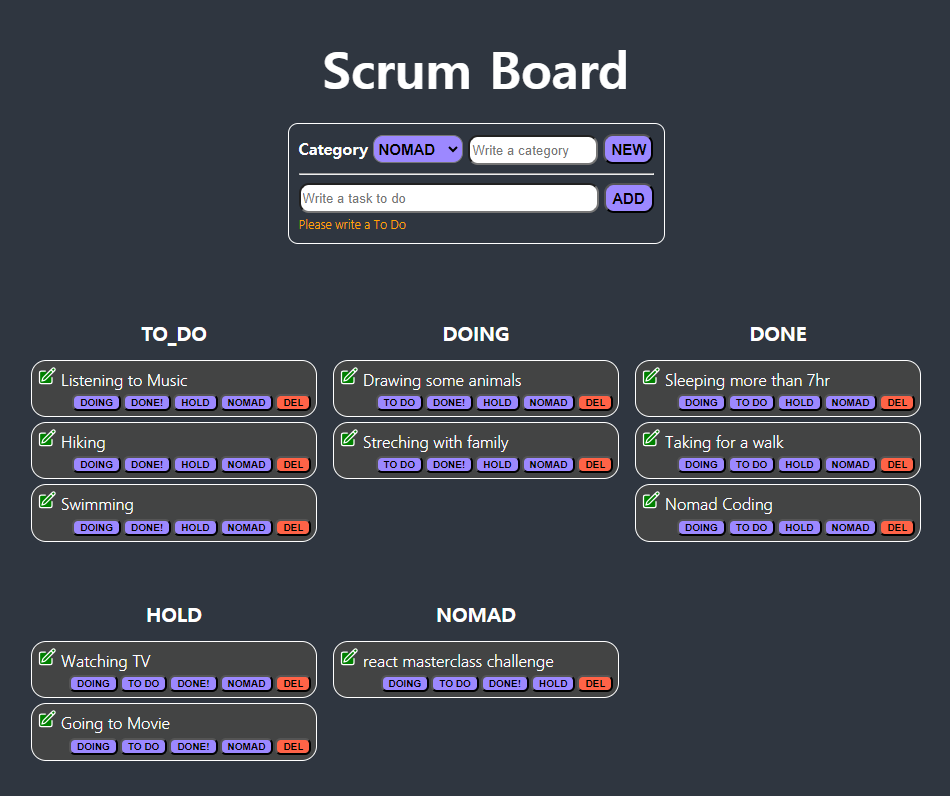 Scrum Board
Category NOMAD Write a category NEW
Write a task to do ADD
Please write a To Do
TO_DO
Listening to Music
DOING DONE! HOLD NOMAD DEL
Hiking
DOING DONE! HOLD NOMAD DEL
Swimming
DOING DONE! HOLD NOMAD DEL
DOING
Drawing some animals
TO DO DONE! HOLD NOMAD DEL
Streching with family
TO DO DONE! HOLD NOMAD DEL
DONE
Sleeping more than 7hr
DOING TO DO HOLD NOMAD DEL
Taking for a walk
DOING TO DO HOLD NOMAD DEL
Nomad Coding
DOING TO DO HOLD NOMAD DEL
HOLD
Watching TV
DOING TO DO DONE! NOMAD DEL
Going to Movie
DOING TO DO DONE! NOMAD DEL
NOMAD
react masterclass challenge
DOING TO DO DONE! HOLD DEL